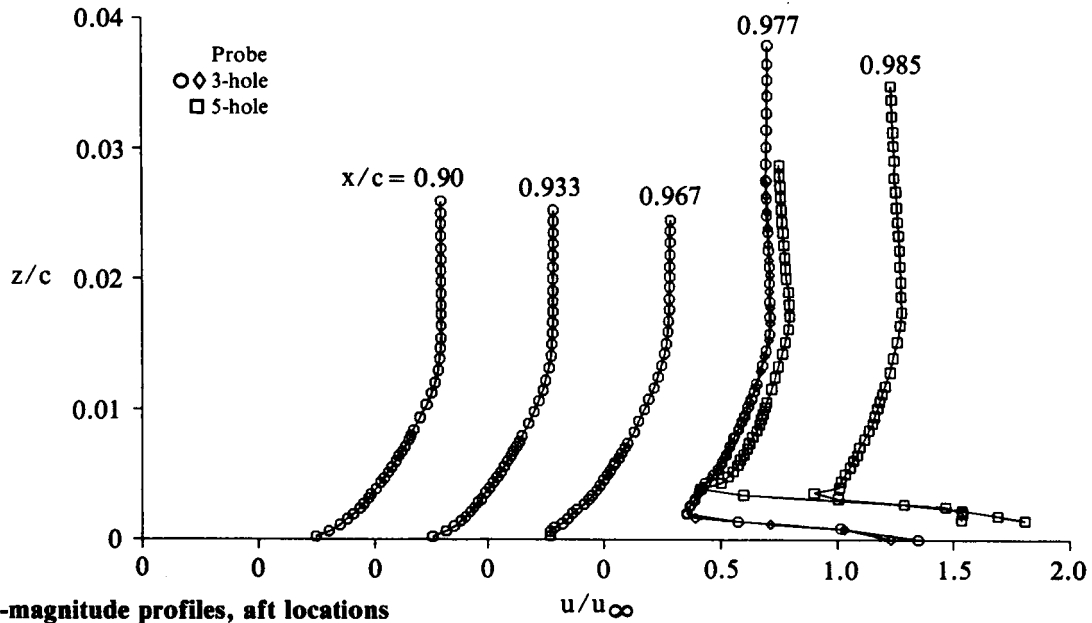 0.04
0.03
0.02
0.01
0
z/c
Probe
3-hole
5-hole
x/c = 0.90
0.933
0.967
0.977
0.985
0 0 0 0 0 0.5 1.0 1.5 2.0
u/u∞
-magnitude profiles, aft locations